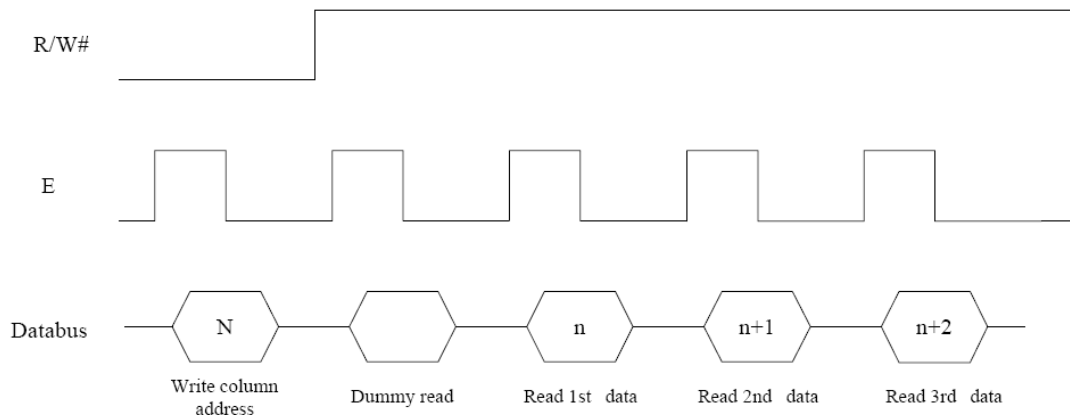 R/W#
E
Databus
N
n
n+1
n+2
Write column
address
Dummy read
Read 1st data
Read 2nd data
Read 3rd data